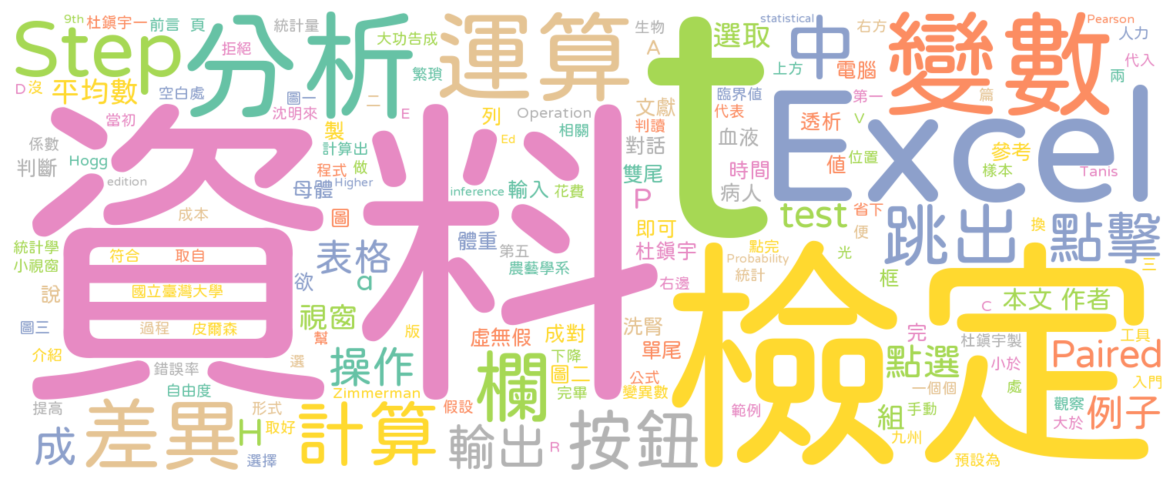 9th 杜鎮宇一 前言 頁 統計量 大功告成 生物 statistical 右方 Pearson 人力
Step 分析 運算 t 選取 中 變數
拒絕 繁瑣 A 上方 電腦 兩 代入
D 沒 平均數 空白處 圖一 二 文獻 臨界値 第一 篇
當初 沈明來 E 列 Operation 判讀 代表 V
資料 Excel
係數 製 Ed 相關 對話 血液 透析 値 位置 參考
判斷 Hogg 計算出 做 程式 時間 樣本 Tanis
edition 母體 Higher inference 輸入 花費 雙尾 病人
成本 圖 P test 省下 跳出 點擊 換
統計學 體重 第五 即可 便
小視窗 符合 取自 表格 農藝學系 杜鎮宇 點完 光
國立臺灣大學 a Probability 三
說 欲 右邊 統計 框 C 本文 作者
圖三 過程 皮爾森 視窗 版 虛無假 成對 洗腎 檢定 完 杜鎮宇製 工具
幫 單尾 小於 Paired
介紹 錯誤率 選 操作 欄 下降 圖二 公式 點選 處 入門
自由度 Zimmerman 完畢 變異數 一個個
提高 差異 形式 假設 範例 組 手動 觀察 例子
H 取好 計算 大於
成 選擇 輸出 R 按鈕 九州 預設為